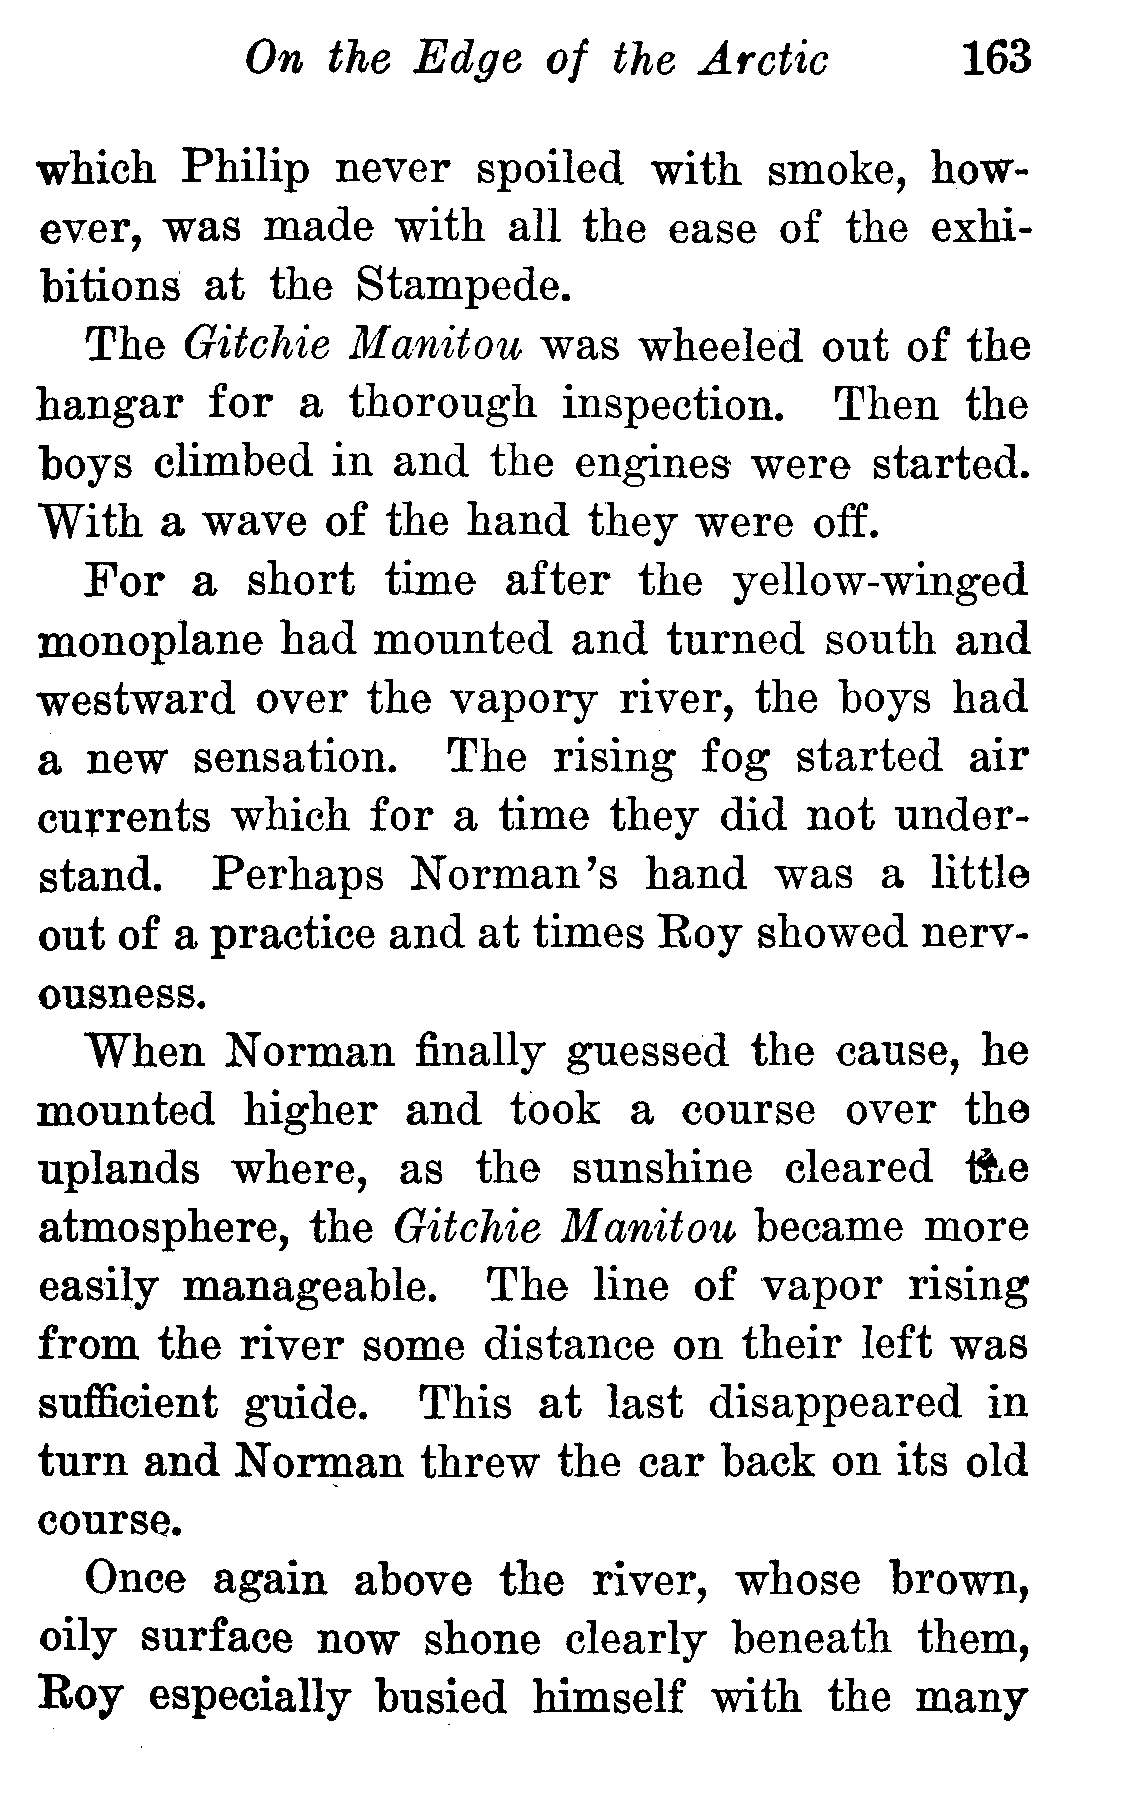 On the Edge of the Arctic 163
which Philip never spoiled with smoke, how-
ever, was made with all the ease of the exhi-
bitions at the Stampede.
The Gitchie Manitou was wheeled out of the
hangar for a thorough inspection. Then the
boys climbed in and the engines were started.
With a wave of the hand they were off.
For a short time after the yellow-winged
monoplane had mounted and turned south and
westward over the vapory river, the boys had
a new sensation. The rising fog started air
currents which for a time they did not under-
stand. Perhaps Norman's hand was a little
out of a practice and at times Roy showed nerv-
ousness.
When Norman finally guessed the cause, he
mounted higher and took a course over the
uplands where, as the sunshine cleared the
atmosphere, the Gitchie Manitou became more
easily manageable. The line of vapor rising
from the river some distance on their left was
sufficient guide. This at last disappeared in
turn and Norman threw the car back on its old
course.
Once again above the river, whose brown,
oily surface now shone clearly beneath them,
Roy especially busied himself with the many